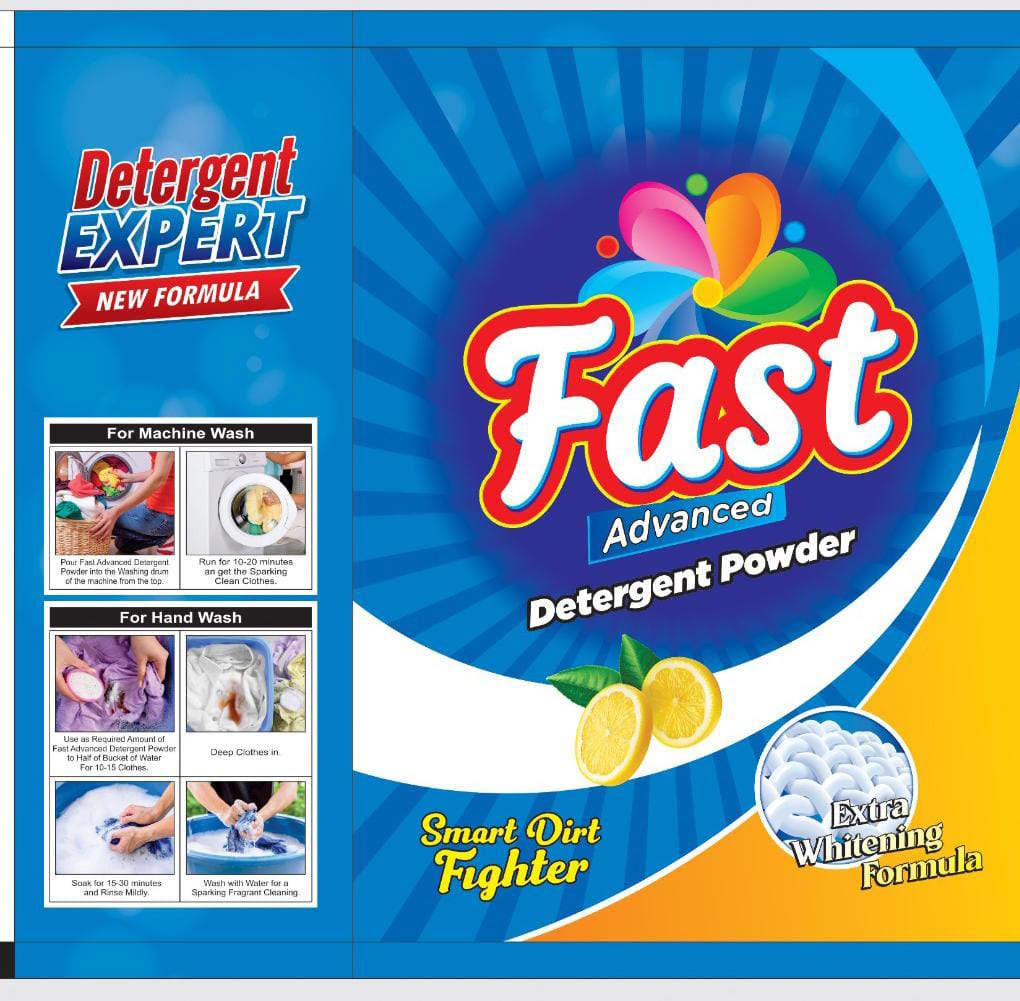 Detergent
EXPERT
NEW FORMULA
For Machine Wash
Pour Fast Advanced Detergent
Powder into the Washing drum
of the machine from the top.
Run for 10-20 minutes
an get the Sparking
Clean Clothes.
For Hand Wash
Use as Required Amount of
Fast Advanced Detergent Powder
to Half of Bucket of Water
For 10-15 Clothes.
Deep Clothes in.
Soak for 15-30 minutes
and Rinse Mildly.
Wash with Water for a
Sparking Fragrant Cleaning.
Fast
Advanced
Detergent Powder
Smart Dirt
Fighter
Extra
Whitening
Formula